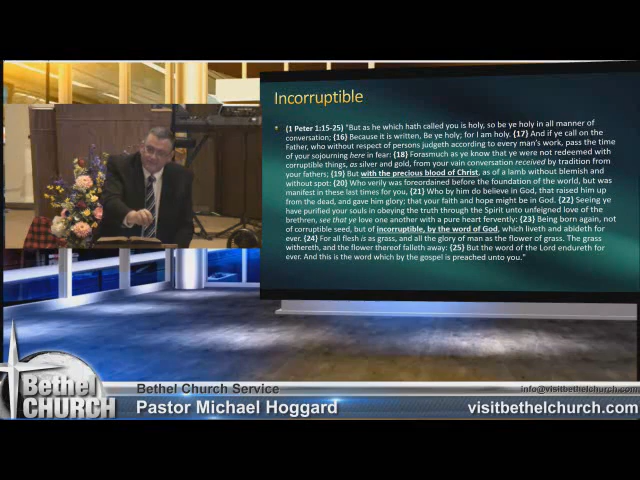 Incorruptible
(1 Peter 1:15-25) "But as he which hath called you is holy, so be ye holy in all manner of
conversation; {16} Because it is written, Be ye holy; for I am holy. {17} And if ye call on the
Father, who without respect of persons judgeth according to every man's work, pass the time
of your sojourning here in fear: {18} Forasmuch as ye know that ye were not redeemed with
corruptible things, as silver and gold, from your vain conversation received by tradition from
your fathers; {19} But with the precious blood of Christ, as of a lamb without blemish and
without spot: {20} Who verily was foreordained before the foundation of the world, but was
manifest in these last times for you, {21} Who by him do believe in God, that raised him up
from the dead, and gave him glory; that your faith and hope might be in God. {22} Seeing ye
have purified your souls in obeying the truth through the Spirit unto unfeigned love of the
brethren, see that ye love one another with a pure heart fervently: {23} Being born again, not
of corruptible seed, but of incorruptible, by the word of God, which liveth and abideth for
ever. {24} For all flesh is as grass, and all the glory of man as the flower of grass. The grass
withereth, and the flower thereof falleth away: {25} But the word of the Lord endureth for
ever. And this is the word which by the gospel is preached unto you."
Bethel
CHURCH
Bethel Church Service
info@visitbethelchurch.com
Pastor Michael Hoggard
visitbethelchurch.com